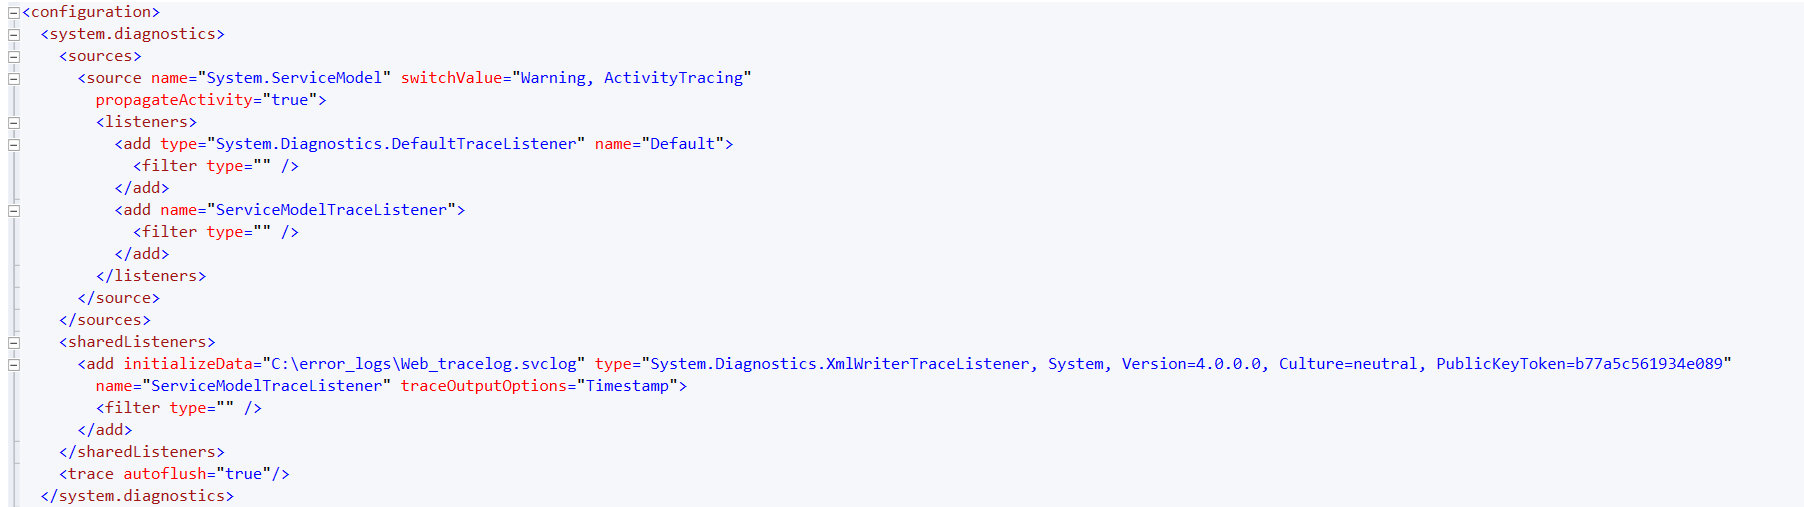 <configuration>
<system.diagnostics>
<sources>
<source name="System.ServiceModel" switchValue="Warning, ActivityTracing"
propagateActivity="true">
<listeners>
<add type="System.Diagnostics.DefaultTraceListener" name="Default">
<filter type="" />
</add>
<add name="ServiceModelTraceListener">
<filter type="" />
</add>
</listeners>
</source>
</sources>
<sharedListeners>
<add initializeData="C:\error_logs\Web_tracelog.svclog" type="System.Diagnostics.XmlWriterTraceListener, System, Version=4.0.0.0, Culture=neutral, PublicKeyToken=b77a5c561934e089"
name="ServiceModelTraceListener" traceOutputOptions="Timestamp">
<filter type="" />
</add>
</sharedListeners>
<trace autoflush="true"/>
</system.diagnostics>